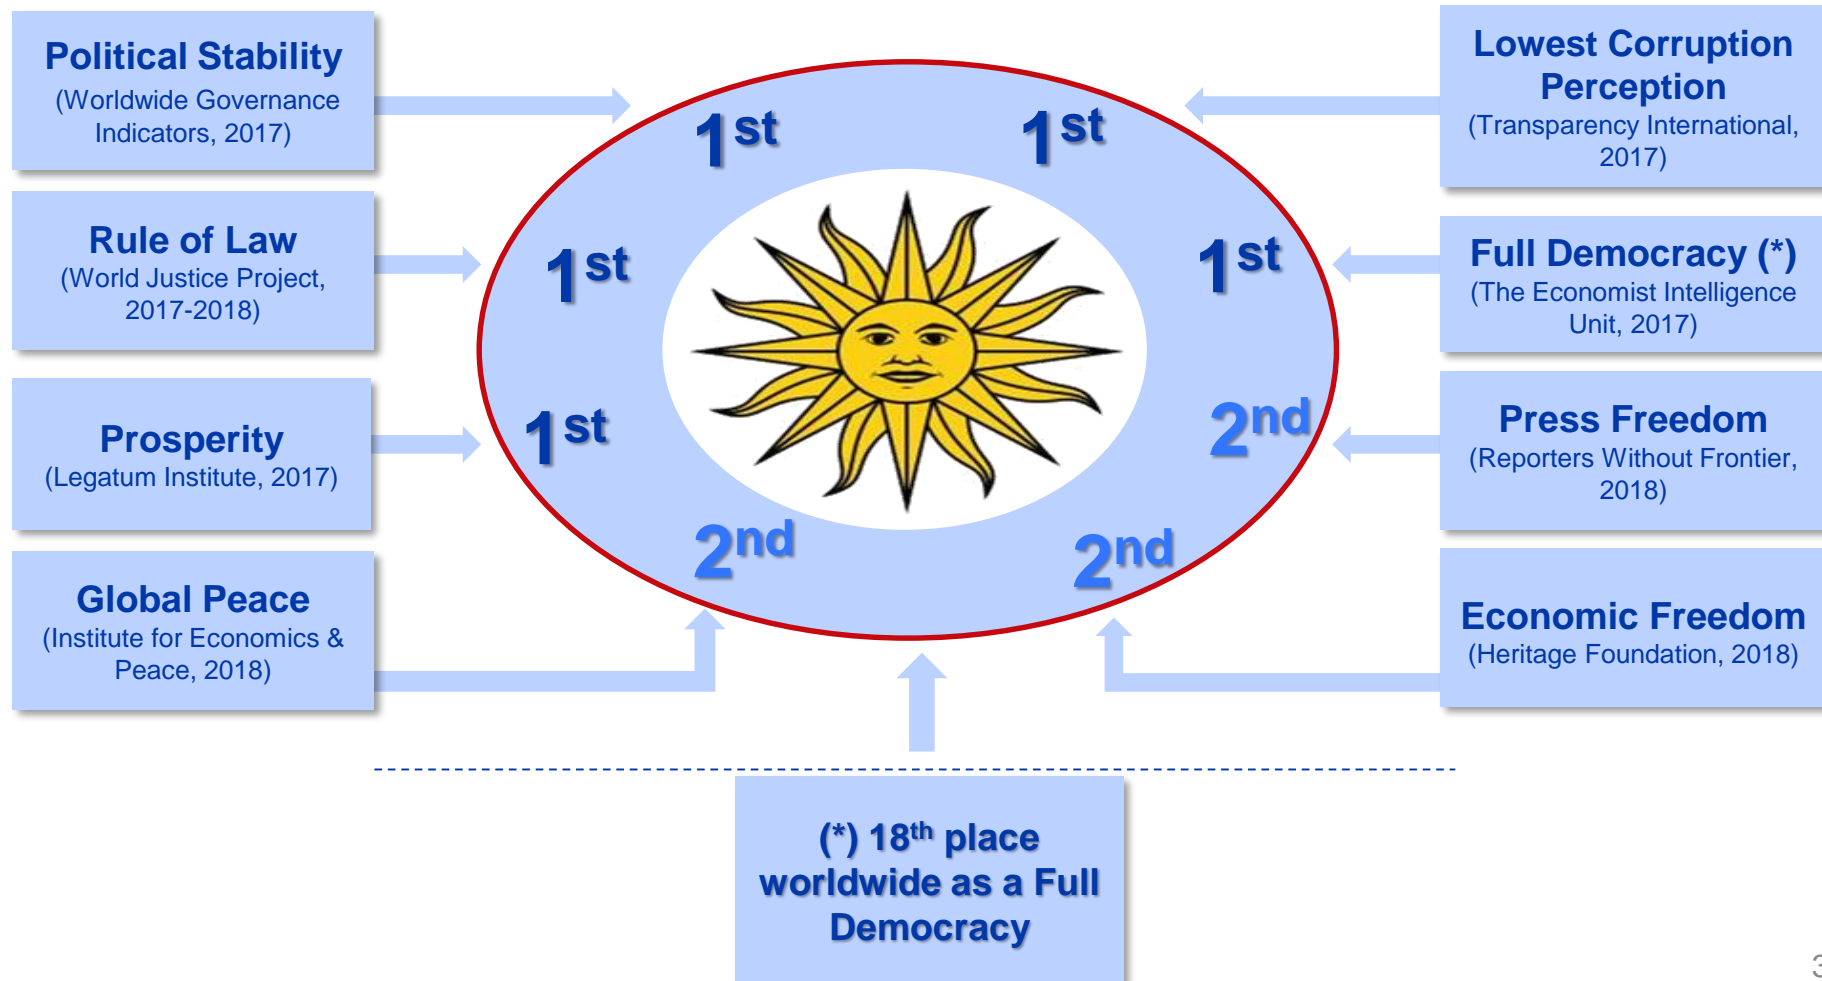 Political Stability
(Worldwide Governance
Indicators, 2017)
1st
Rule of Law
(World Justice Project,
2017-2018)
1st
Prosperity
(Legatum Institute, 2017)
1st
Global Peace
(Institute for Economics &
Peace, 2018)
2nd
Lowest Corruption
Perception
(Transparency International,
2017)
1st
Full Democracy (*)
(The Economist Intelligence
Unit, 2017)
1st
Press Freedom
(Reporters Without Frontier,
2018)
2nd
Economic Freedom
(Heritage Foundation, 2018)
2nd
(*) 18th place
worldwide as a Full
Democracy
3